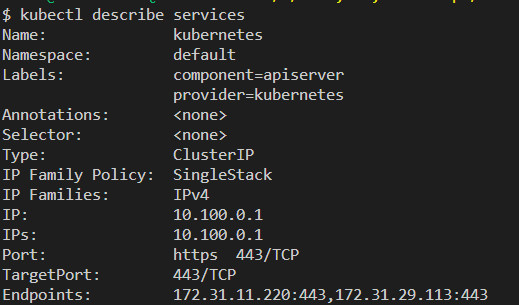 $ kubectl describe services
Name: kubernetes
Namespace: default
Labels: component=apiserver
provider=kubernetes
Annotations: <none>
Selector: <none>
Type: ClusterIP
IP Family Policy: SingleStack
IP Families: IPv4
IP: 10.100.0.1
IPs: 10.100.0.1
Port: https 443/TCP
TargetPort: 443/TCP
Endpoints: 172.31.11.220:443,172.31.29.113:443